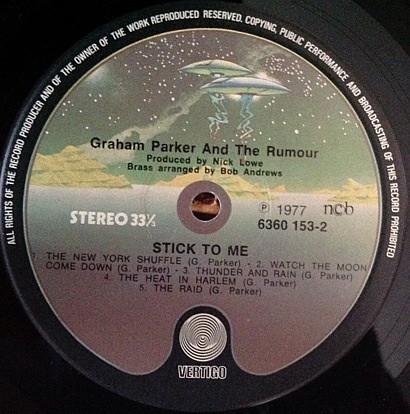 ALL RIGHTS OF THE RECORD PRODUCER AND OF THE OWNER OF THE WORK REPRODUCED RESERVED. COPYING, PUBLIC PERFORMANCE AND BROADCASTING OF THIS RECORD PROHIBITED
Graham Parker And The Rumour
Produced by Nick Lowe
Brass arranged by Bob Andrews
STEREO 33⅓
Ⓟ 1977 ncb
6360 153-2
STICK TO ME
1. THE NEW YORK SHUFFLE (G. Parker) - 2. WATCH THE MOON
COME DOWN (G. Parker) - 3. THUNDER AND RAIN (G. Parker)
4. THE HEAT IN HARLEM (G. Parker)
5. THE RAID (G. Parker)
VERTIGO